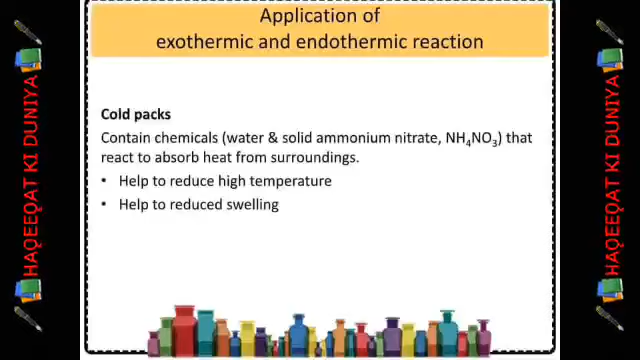 Application of
exothermic and endothermic reaction
Cold packs
Contain chemicals (water & solid ammonium nitrate, NH₄NO₃) that
react to absorb heat from surroundings.
• Help to reduce high temperature
• Help to reduced swelling
HAQEEQAT KI DUNIYA
HAQEEQAT KI DUNIYA